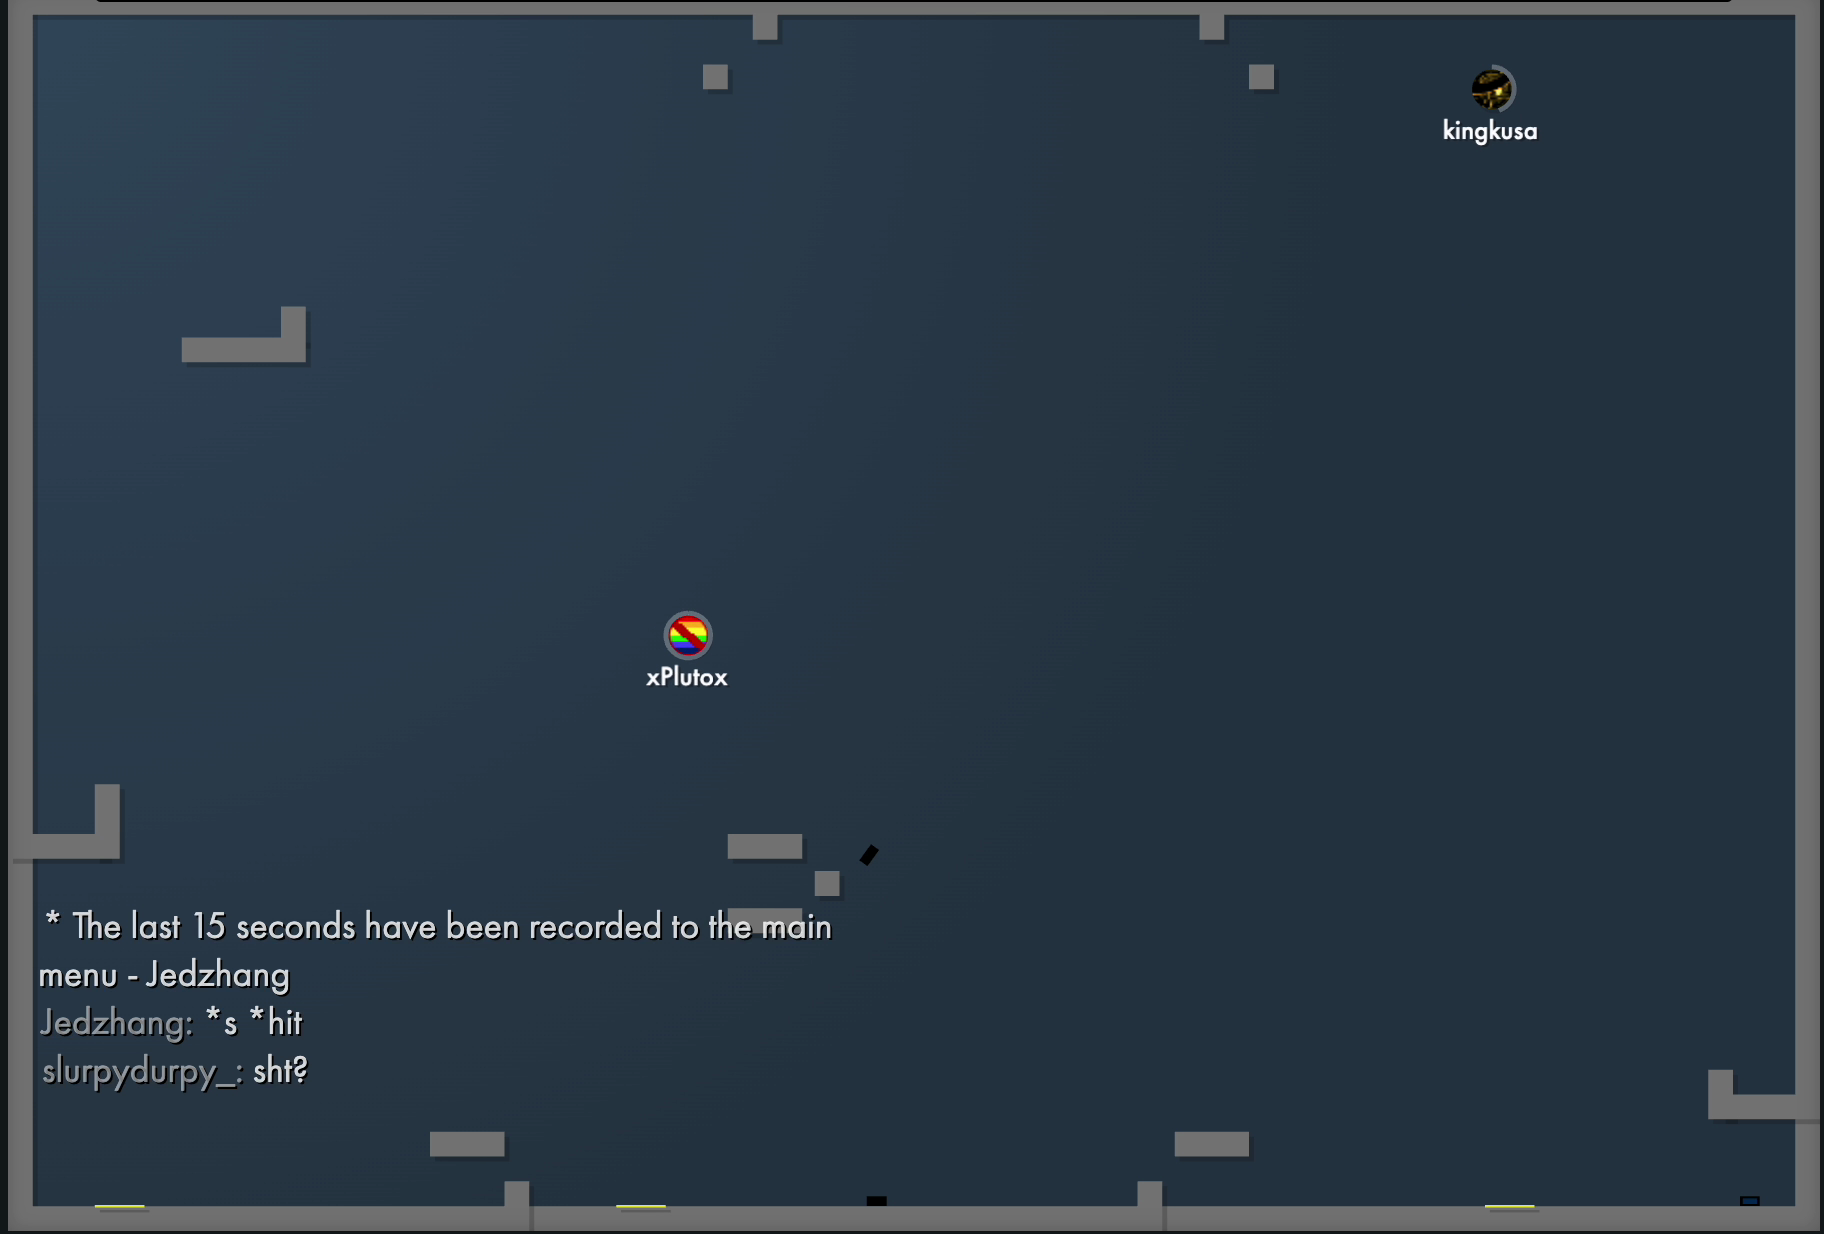 kingkusa
xPlutox
* The last 15 seconds have been recorded to the main
menu - Jedzhang
Jedzhang: *s *hit
slurpydurpy_: sht?